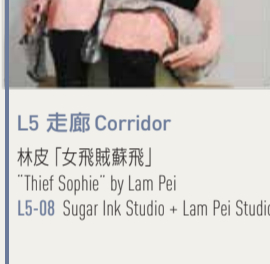 L5 走廊 Corridor
林皮「女飛賊蘇飛」
"Thief Sophie" by Lam Pei
L5-08 Sugar Ink Studio + Lam Pei Studio